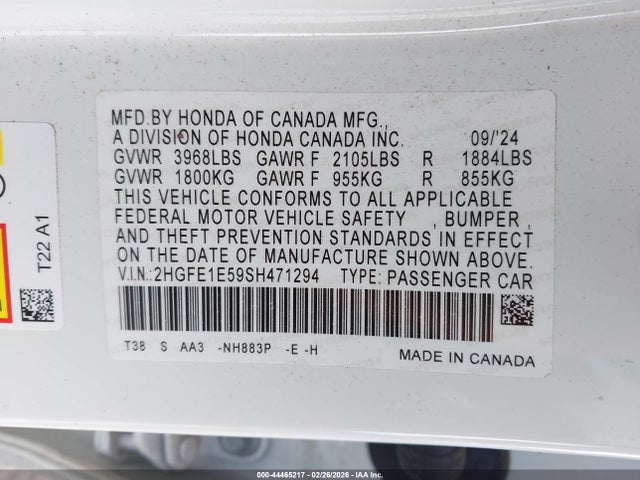 MFD.BY HONDA OF CANADA MFG.,
A DIVISION OF HONDA CANADA INC. 09/'24
GVWR 3968LBS GAWR F 2105LBS R 1884LBS
GVWR 1800KG GAWR F 955KG R 855KG
THIS VEHICLE CONFORMS TO ALL APPLICABLE
FEDERAL MOTOR VEHICLE SAFETY , BUMPER ,
AND THEFT PREVENTION STANDARDS IN EFFECT
ON THE DATE OF MANUFACTURE SHOWN ABOVE.
V.I.N.:2HGFE1E59SH471294 TYPE: PASSENGER CAR
T38 S AA3 -NH883P -E -H
MADE IN CANADA
T22 A1
000-44465217 - 02/26/2026 - IAAI.COM